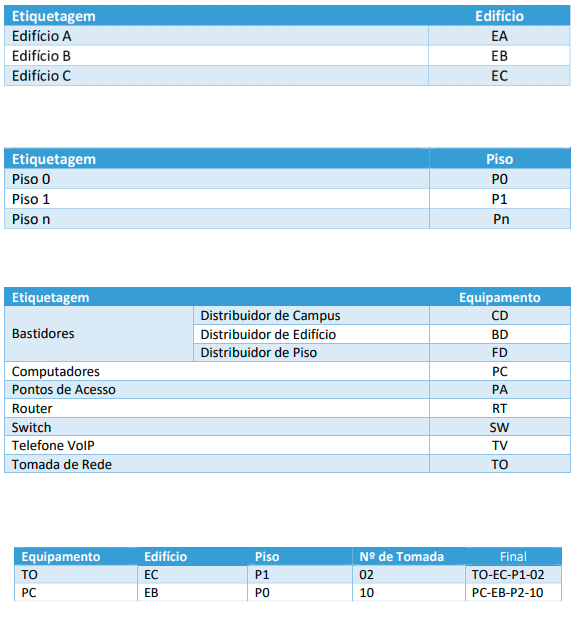 Etiquetagem Edifício
Edifício A EA
Edifício B EB
Edifício C EC
Etiquetagem Piso
Piso 0 P0
Piso 1 P1
Piso n Pn
Etiquetagem Equipamento
Bastidores Distribuidor de Campus CD
Distribuidor de Edifício BD
Distribuidor de Piso FD
Computadores PC
Pontos de Acesso PA
Router RT
Switch SW
Telefone VoIP TV
Tomada de Rede TO
Equipamento Edifício Piso Nº de Tomada Final
TO EC P1 02 TO-EC-P1-02
PC EB P0 10 PC-EB-P2-10